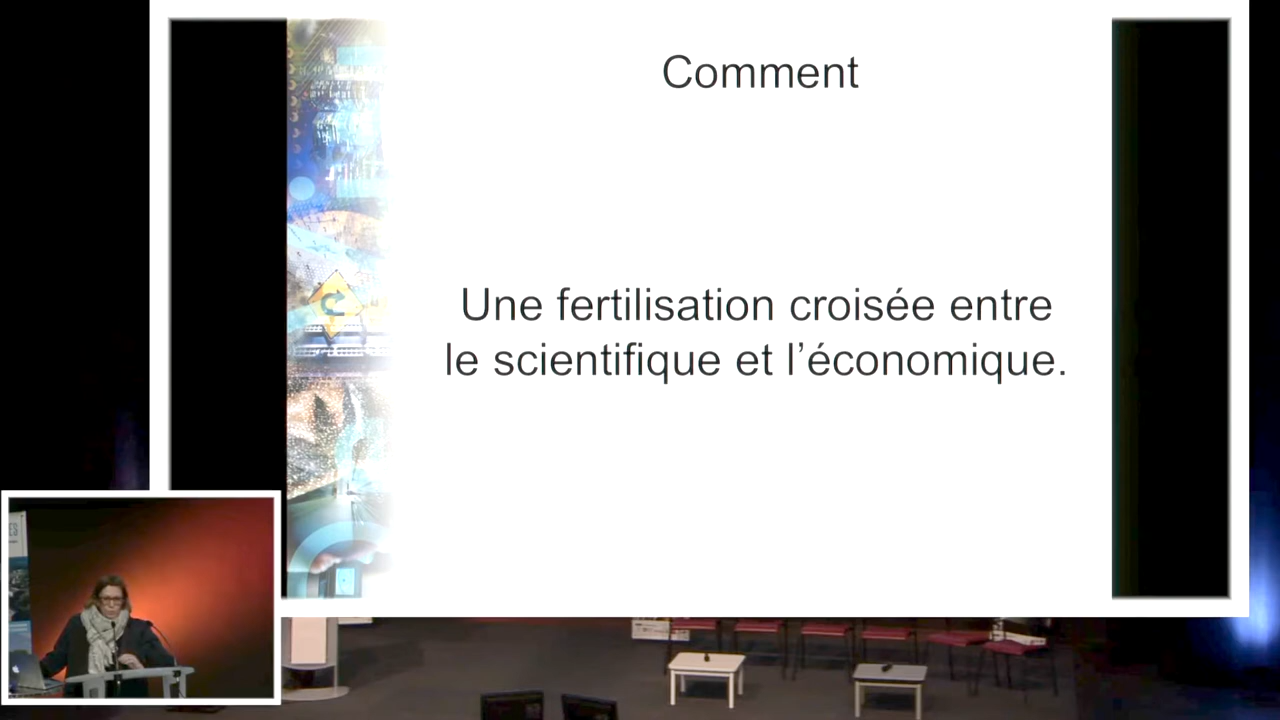 Comment
Une fertilisation croisée entre
le scientifique et l’économique.